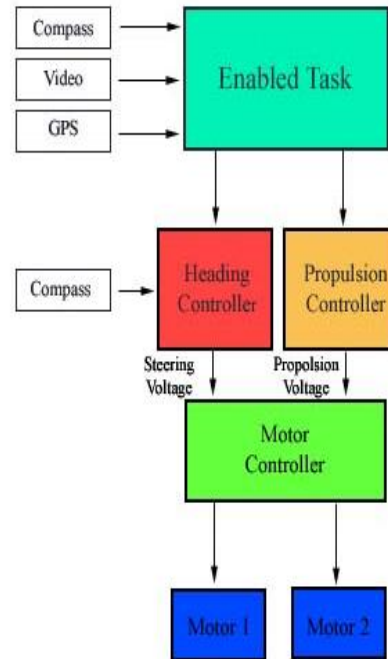 Compass
Video
GPS
Enabled Task
Compass
Heading
Controller
Propulsion
Controller
Steering
Voltage
Propolsion
Voltage
Motor
Controller
Motor 1
Motor 2